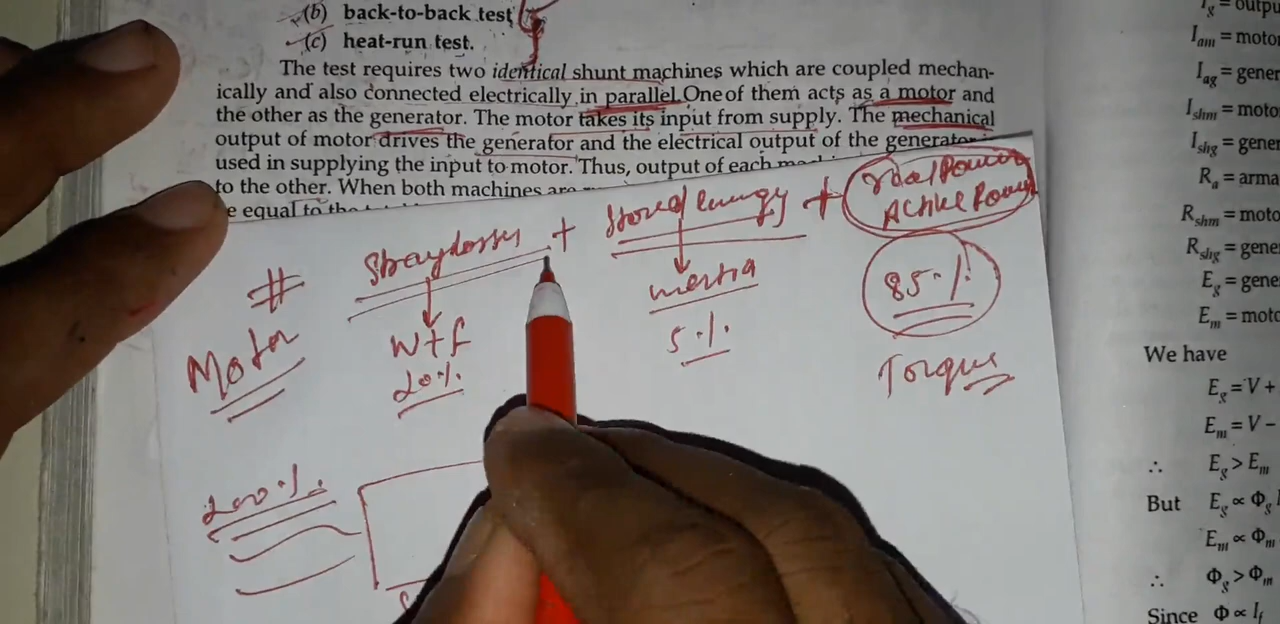 (b) back-to-back test
(c) heat-run test.
The test requires two identical shunt machines which are coupled mechan-
ically and also connected electrically in parallel. One of them acts as a motor and
the other as the generator. The motor takes its input from supply. The mechanical
output of motor drives the generator and the electrical output of the generator
used in supplying the input to motor. Thus, output of each
to the other. When both machines are
e equal to the
# Motor
Stray losses + Stored energy + Real Power
Active Power
W+f
20%
inertia
5%
85%
Torque
200%
I_g = outpu
I_am = motor
I_ag = gener
I_shm = moto
I_shg = gener
R_a = arma
R_shm = moto
R_shg = gene
E_g = gene
E_m = moto
We have
E_g = V +
E_m = V -
∴ E_g > E_m
But E_g ∝ Φ_g
E_m ∝ Φ_m
∴ Φ_g > Φ_m
Since Φ ∝ I_f